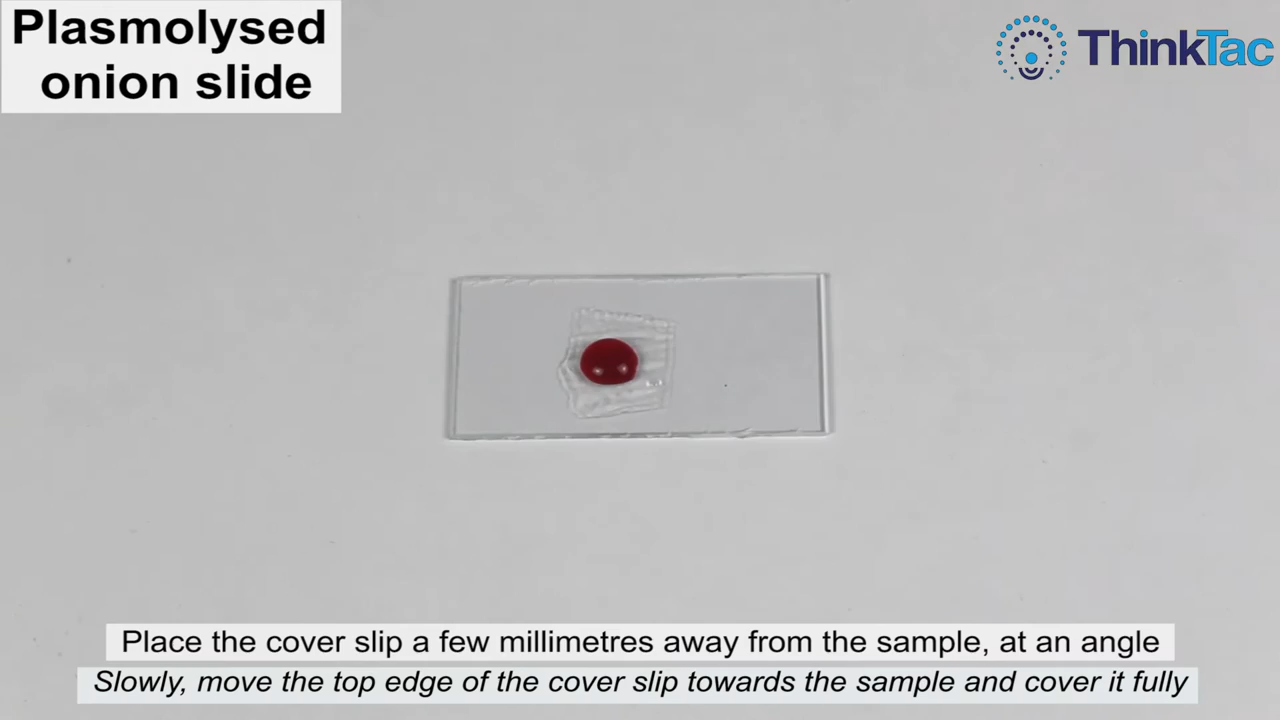 Plasmolysed
onion slide
ThinkTac
Place the cover slip a few millimetres away from the sample, at an angle
Slowly, move the top edge of the cover slip towards the sample and cover it fully